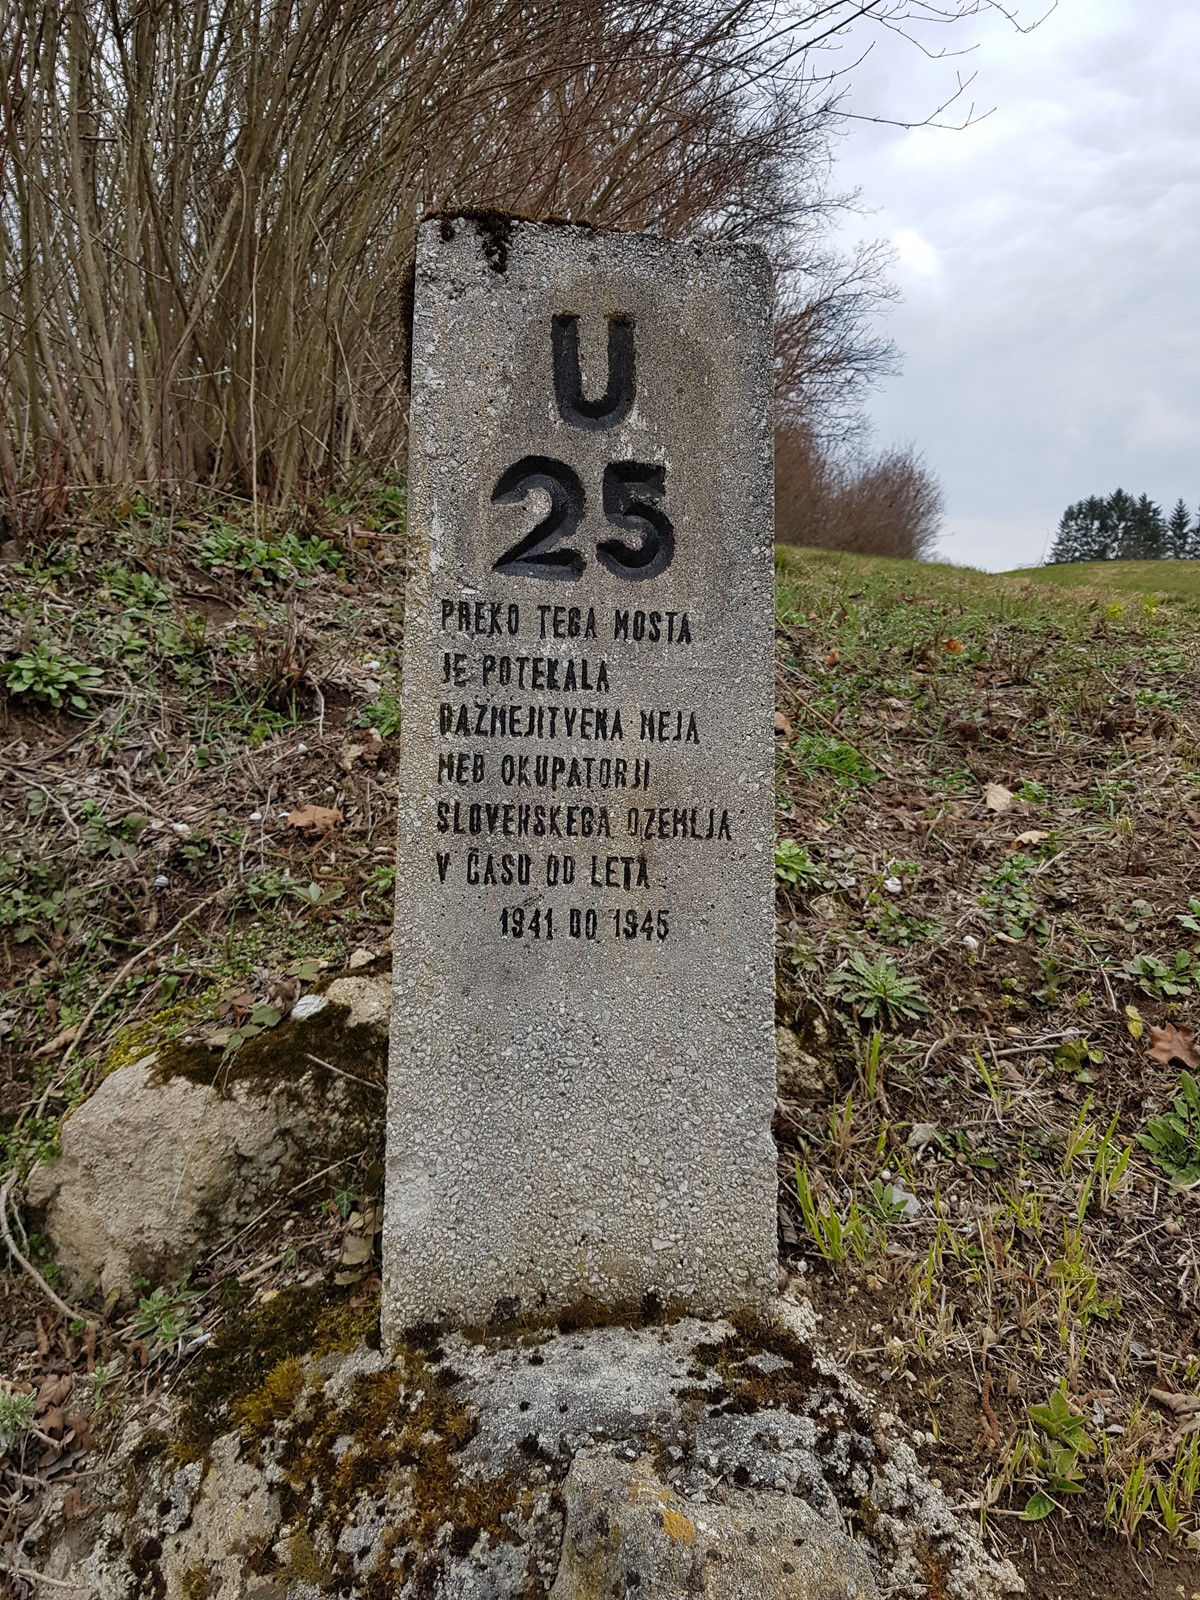 U
25
PREKO TEGA MOSTA
JE POTEKALA
RAZMEJITVENA MEJA
MED OKUPATORJI
SLOVENSKEGA OZEMLJA
V ČASU OD LETA
1941 DO 1945